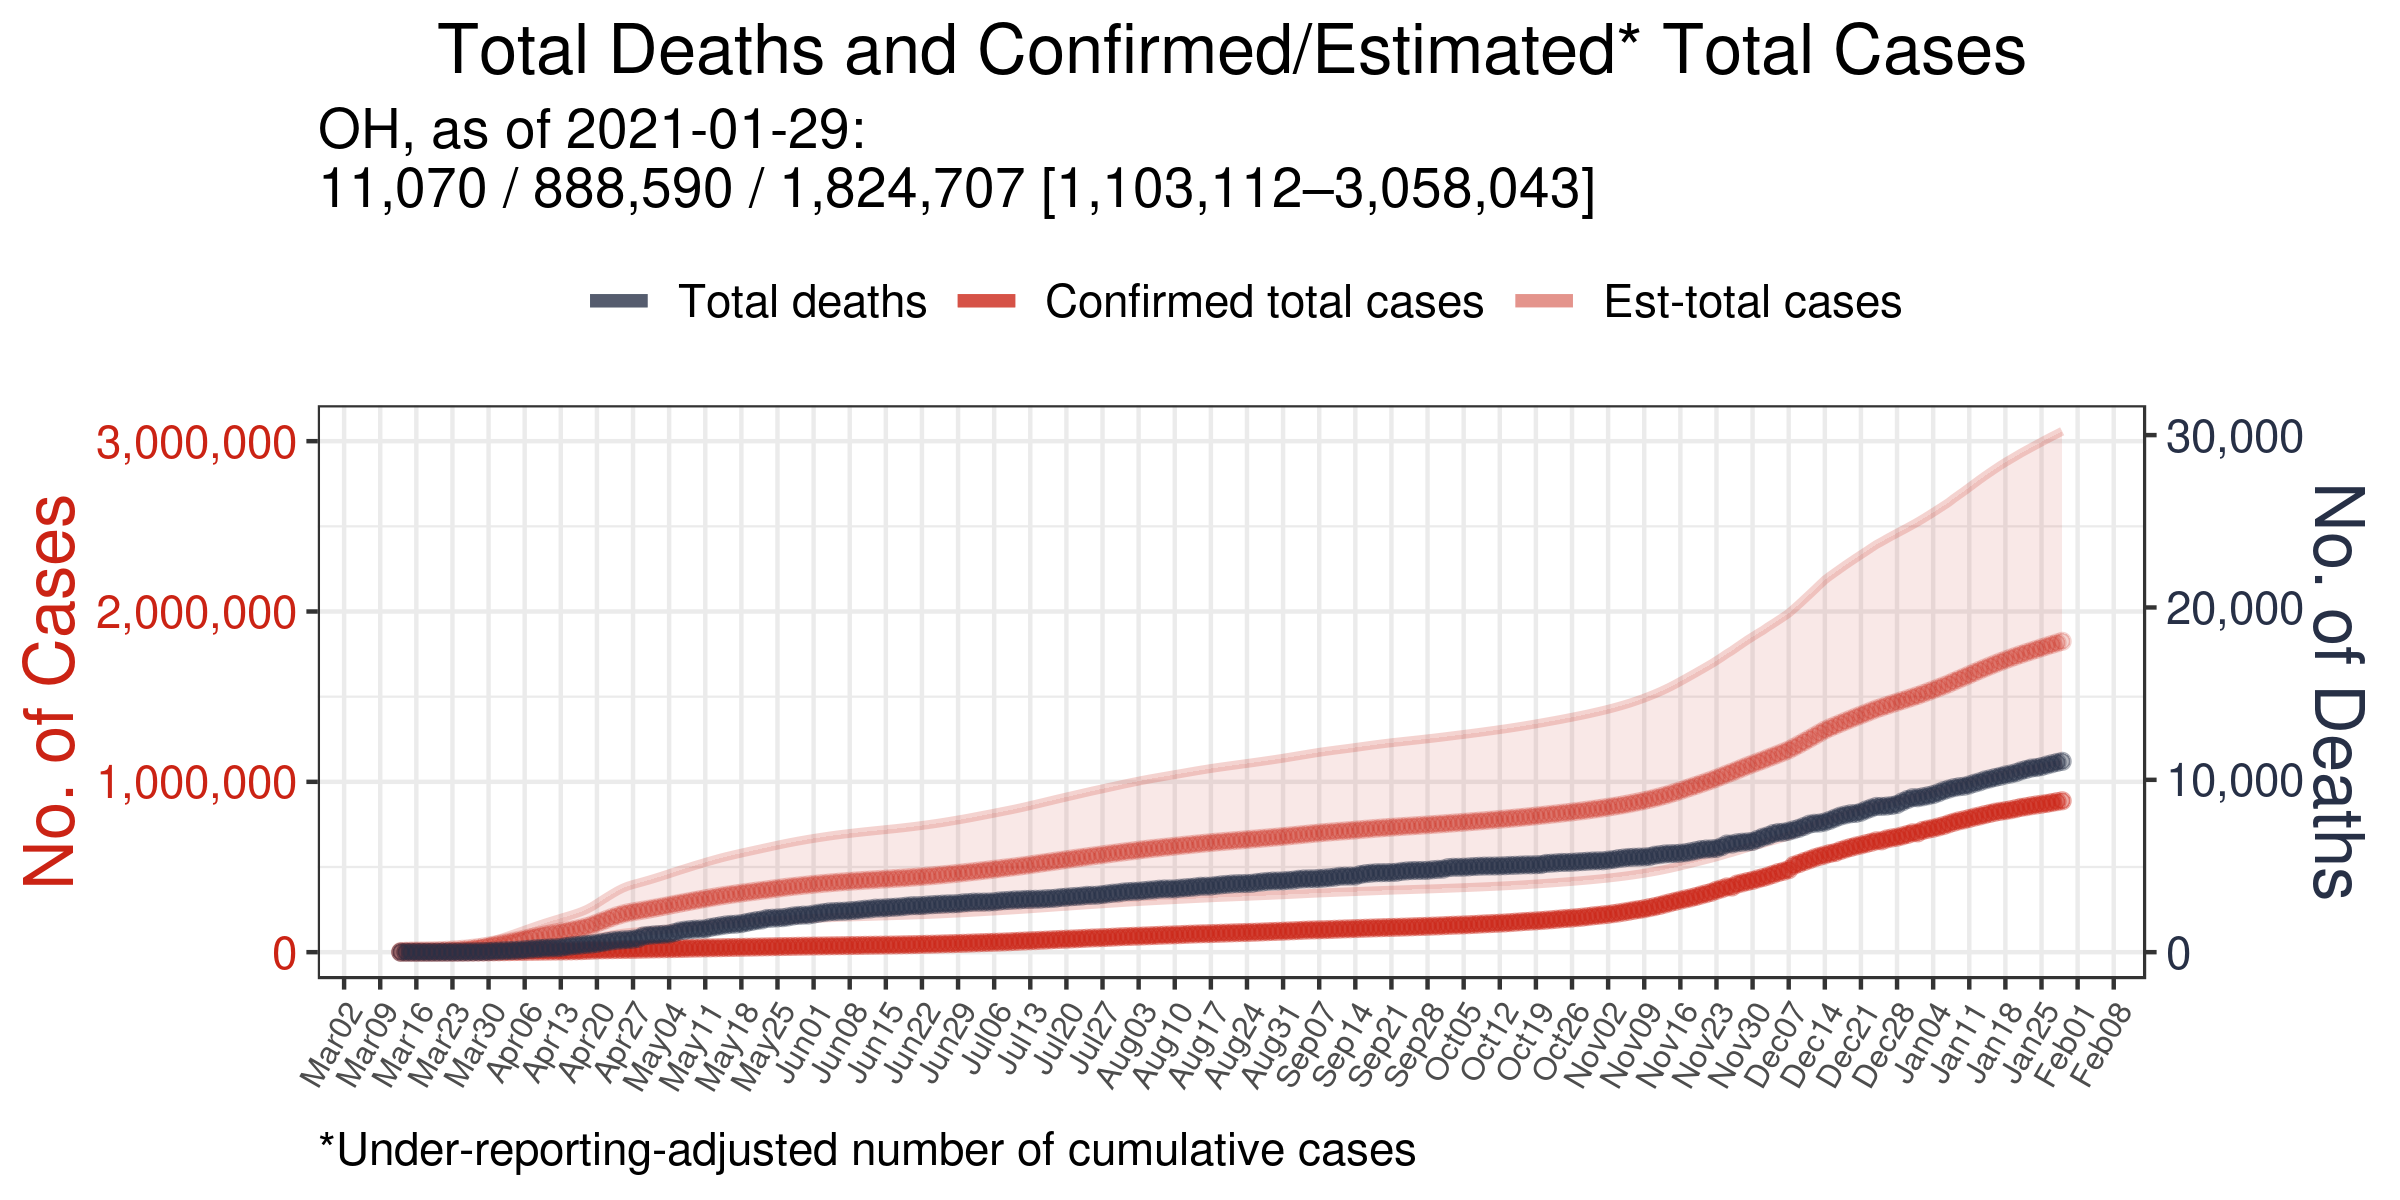 Total Deaths and Confirmed/Estimated* Total Cases
OH, as of 2021-01-29:
11,070 / 888,590 / 1,824,707 [1,103,112–3,058,043]
Total deaths
Confirmed total cases
Est-total cases
No. of Cases
3,000,000
2,000,000
1,000,000
0
30,000
20,000
10,000
0
No. of Deaths
Mar02
Mar09
Mar16
Mar23
Mar30
Apr06
Apr13
Apr20
Apr27
May04
May11
May18
May25
Jun01
Jun08
Jun15
Jun22
Jun29
Jul06
Jul13
Jul20
Jul27
Aug03
Aug10
Aug17
Aug24
Aug31
Sep07
Sep14
Sep21
Sep28
Oct05
Oct12
Oct19
Oct26
Nov02
Nov09
Nov16
Nov23
Nov30
Dec07
Dec14
Dec21
Dec28
Jan04
Jan11
Jan18
Jan25
Feb01
Feb08
*Under-reporting-adjusted number of cumulative cases